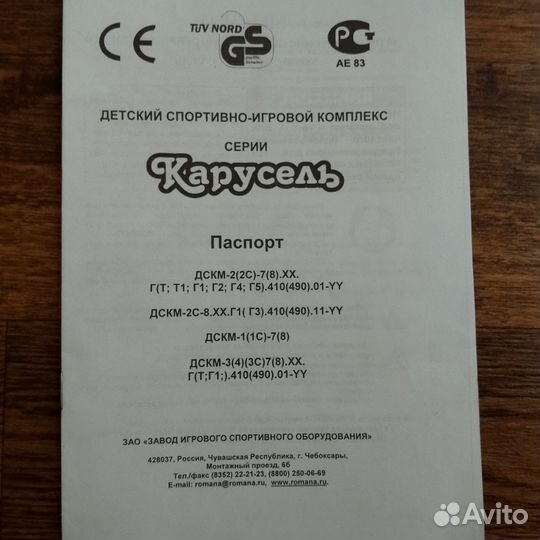 CE
TÜV NORD
GS
geprüfte Sicherheit
РСТ
АЕ 83
ДЕТСКИЙ СПОРТИВНО-ИГРОВОЙ КОМПЛЕКС
СЕРИИ
Карусель
Паспорт
ДСКМ-2(2С)-7(8).ХХ.
Г(Т; Т1; Г1; Г2; Г4; Г5).410(490).01-YY
ДСКМ-2С-8.ХХ.Г1( Г3).410(490).11-YY
ДСКМ-1(1С)-7(8)
ДСКМ-3(4)(3С)7(8).ХХ.
Г(Т;Г1;).410(490).01-YY
ЗАО «ЗАВОД ИГРОВОГО СПОРТИВНОГО ОБОРУДОВАНИЯ»
428037, Россия, Чувашская Республика, г. Чебоксары,
Монтажный проезд, 6б
Тел./факс (8352) 22-21-23, (8800) 250-06-69
E-mail: romana@romana.ru, www.romana.ru.
Avito